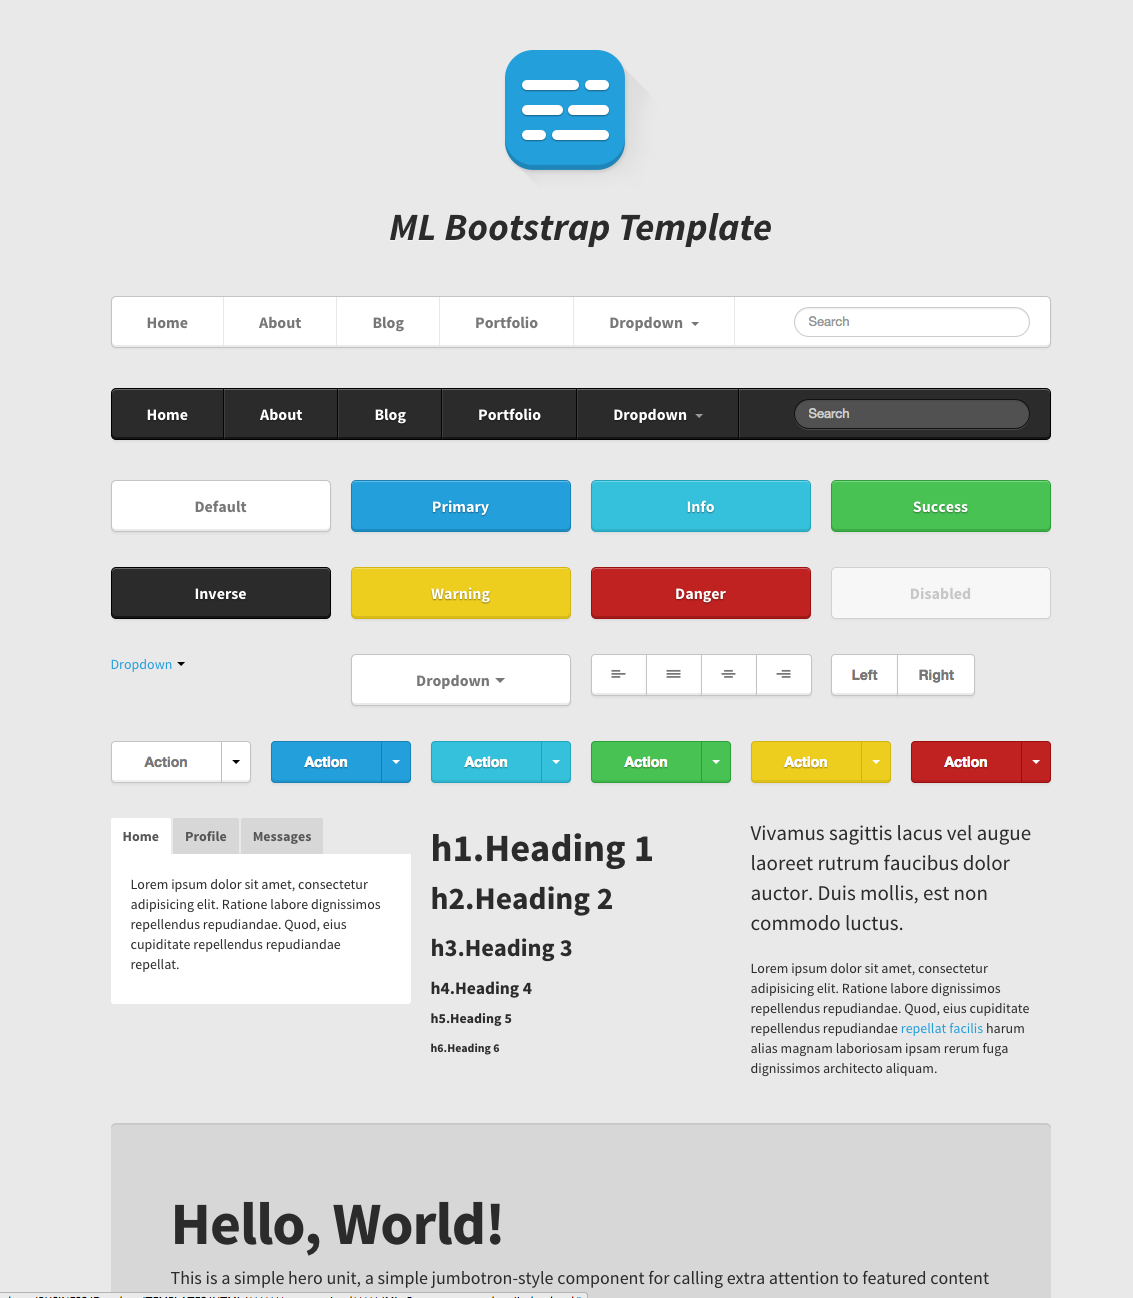 ML Bootstrap Template
Home About Blog Portfolio Dropdown Search
Home About Blog Portfolio Dropdown Search
Default Primary Info Success
Inverse Warning Danger Disabled
Dropdown Dropdown Left Right
Action Action Action Action Action Action
Home Profile Messages
Lorem ipsum dolor sit amet, consectetur
adipisicing elit. Ratione labore dignissimos
repellendus repudiandae. Quod, eius
cupiditate repellendus repudiandae
repellat.
h1.Heading 1
h2.Heading 2
h3.Heading 3
h4.Heading 4
h5.Heading 5
h6.Heading 6
Vivamus sagittis lacus vel augue
laoreet rutrum faucibus dolor
auctor. Duis mollis, est non
commodo luctus.
Lorem ipsum dolor sit amet, consectetur
adipisicing elit. Ratione labore dignissimos
repellendus repudiandae. Quod, eius cupiditate
repellendus repudiandae repellat facilis harum
alias magnam laboriosam ipsam rerum fuga
dignissimos architecto aliquam.
Hello, World!
This is a simple hero unit, a simple jumbotron-style component for calling extra attention to featured content